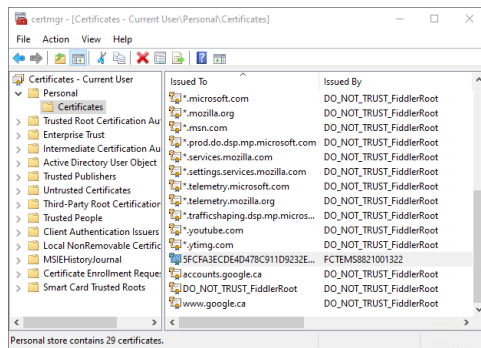 certmgr - [Certificates - Current User\Personal\Certificates]
File Action View Help
Certificates - Current User
Personal
Certificates
Trusted Root Certification Au
Enterprise Trust
Intermediate Certification Au
Active Directory User Object
Trusted Publishers
Untrusted Certificates
Third-Party Root Certification
Trusted People
Client Authentication Issuers
Local NonRemovable Certific
MSIEHistoryJournal
Certificate Enrollment Reque
Smart Card Trusted Roots
Issued To Issued By
*.microsoft.com DO_NOT_TRUST_FiddlerRoot
*.mozilla.org DO_NOT_TRUST_FiddlerRoot
*.msn.com DO_NOT_TRUST_FiddlerRoot
*.prod.do.dsp.mp.microsoft.com DO_NOT_TRUST_FiddlerRoot
*.services.mozilla.com DO_NOT_TRUST_FiddlerRoot
*.settings.services.mozilla.com DO_NOT_TRUST_FiddlerRoot
*.telemetry.microsoft.com DO_NOT_TRUST_FiddlerRoot
*.telemetry.mozilla.org DO_NOT_TRUST_FiddlerRoot
*.trafficshaping.dsp.mp.micros... DO_NOT_TRUST_FiddlerRoot
*.youtube.com DO_NOT_TRUST_FiddlerRoot
*.ytimg.com DO_NOT_TRUST_FiddlerRoot
5FCFA3ECDE4D478C911D9232E... FCTEMS8821001322
accounts.google.ca DO_NOT_TRUST_FiddlerRoot
DO_NOT_TRUST_FiddlerRoot DO_NOT_TRUST_FiddlerRoot
www.google.ca DO_NOT_TRUST_FiddlerRoot
Personal store contains 29 certificates.